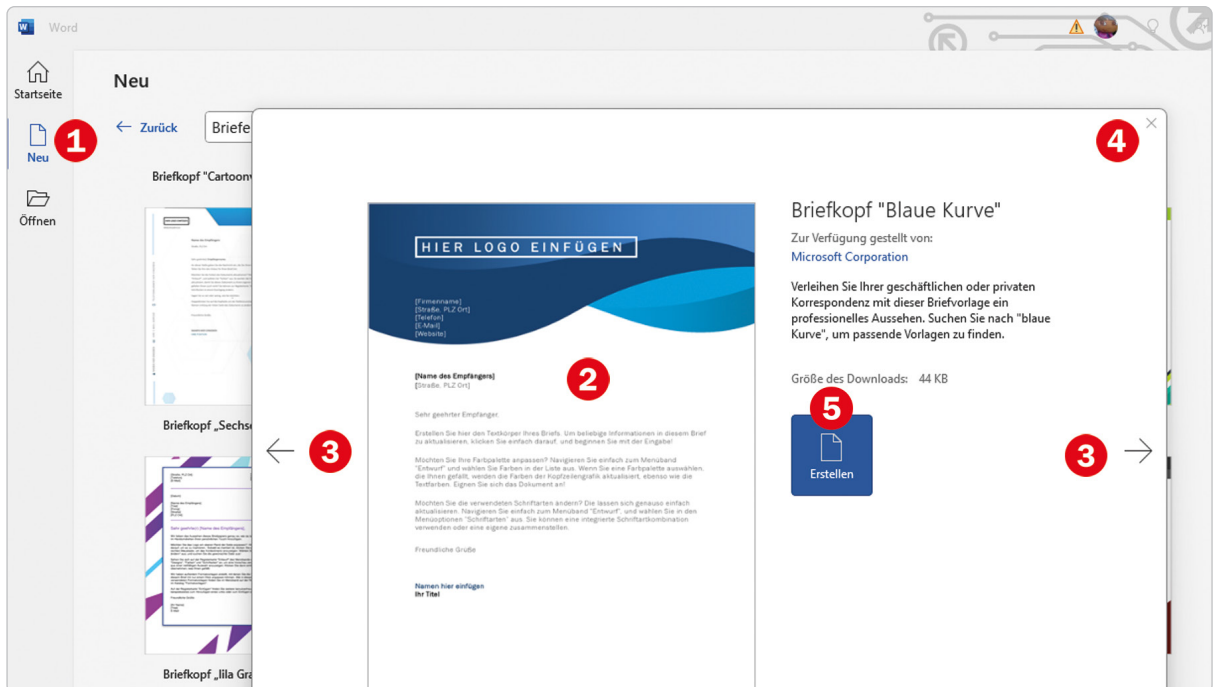 Word
Startseite
Neu
Öffnen
1
Neu
Zurück
Briefe
Briefkopf "Cartoonw
Briefkopf „Sechse
Briefkopf „lila Gra
4
HIER LOGO EINFÜGEN
[Firmenname]
[Straße, PLZ Ort]
[Telefon]
[E-Mail]
[Website]
2
[Name des Empfängers]
[Straße, PLZ Ort]
Sehr geehrter Empfänger,
Erstellen Sie hier den Textkörper Ihres Briefs. Um beliebige Informationen in diesem Brief
zu aktualisieren, klicken Sie einfach darauf, und beginnen Sie mit der Eingabe!
Möchten Sie Ihre Farbpalette anpassen? Navigieren Sie einfach zum Menüband
"Entwurf" und wählen Sie Farben in der Liste aus. Wenn Sie eine Farbpalette auswählen,
die Ihnen gefällt, werden die Farben der Kopfzeilengrafik aktualisiert, ebenso wie die
Textfarben. Eignen Sie sich das Dokument an!
Möchten Sie die verwendeten Schriftarten ändern? Die lassen sich genauso einfach
aktualisieren. Navigieren Sie einfach zum Menüband "Entwurf", und wählen Sie in den
Menüoptionen "Schriftarten" aus. Sie können eine integrierte Schriftartkombination
verwenden oder eine eigene zusammenstellen.
Freundliche Grüße
Namen hier einfügen
Ihr Titel
3
Briefkopf "Blaue Kurve"
Zur Verfügung gestellt von:
Microsoft Corporation
Verleihen Sie Ihrer geschäftlichen oder privaten
Korrespondenz mit dieser Briefvorlage ein
professionelles Aussehen. Suchen Sie nach "blaue
Kurve", um passende Vorlagen zu finden.
Größe des Downloads: 44 KB
5
Erstellen
3